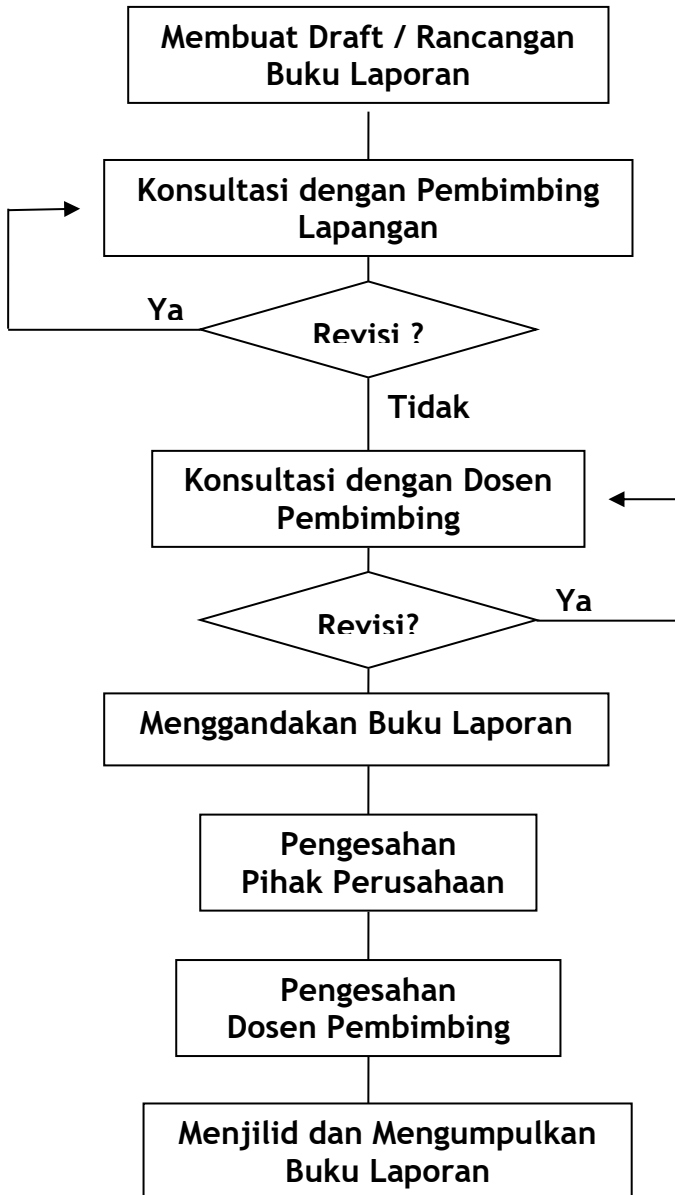 Membuat Draft / Rancangan
Buku Laporan
Konsultasi dengan Pembimbing
Lapangan
Ya
Revisi ?
Tidak
Konsultasi dengan Dosen
Pembimbing
Ya
Revisi?
Menggandakan Buku Laporan
Pengesahan
Pihak Perusahaan
Pengesahan
Dosen Pembimbing
Menjilid dan Mengumpulkan
Buku Laporan